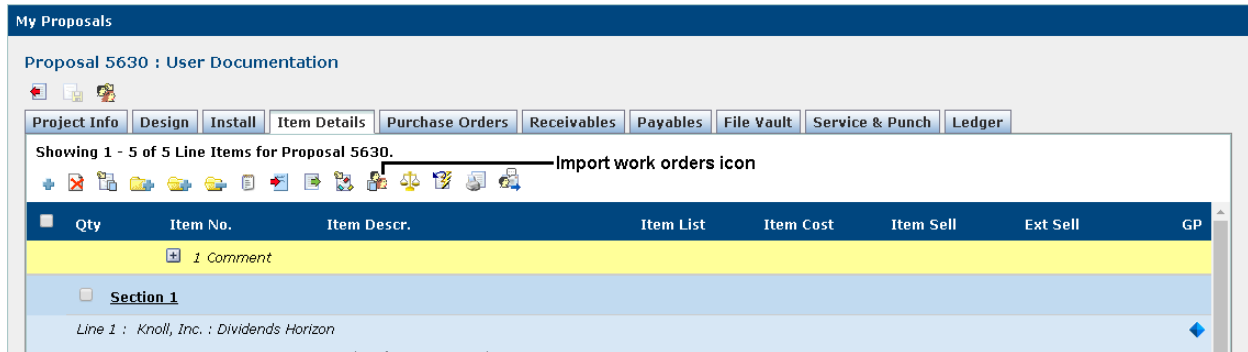 My Proposals
Proposal 5630 : User Documentation
Project Info Design Install Item Details Purchase Orders Receivables Payables File Vault Service & Punch Ledger
Showing 1 - 5 of 5 Line Items for Proposal 5630.
Import work orders icon
Qty Item No. Item Descr. Item List Item Cost Item Sell Ext Sell GP
1 Comment
Section 1
Line 1 : Knoll, Inc. : Dividends Horizon